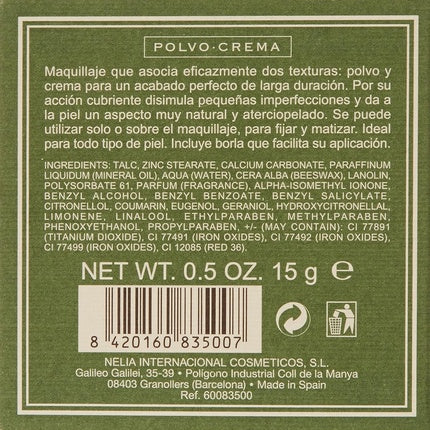 POLVO·CREMA
Maquillaje que asocia eficazmente dos texturas: polvo y
crema para un acabado perfecto de larga duración. Por su
acción cubriente disimula pequeñas imperfecciones y da a
la piel un aspecto muy natural y aterciopelado. Se puede
utilizar solo o sobre el maquillaje, para fijar y matizar. Ideal
para todo tipo de piel. Incluye borla que facilita su aplicación.
INGREDIENTS: TALC, ZINC STEARATE, CALCIUM CARBONATE, PARAFFINUM
LIQUIDUM (MINERAL OIL), AQUA (WATER), CERA ALBA (BEESWAX), LANOLIN,
POLYSORBATE 61, PARFUM (FRAGRANCE), ALPHA-ISOMETHYL IONONE,
BENZYL ALCOHOL, BENZYL BENZOATE, BENZYL SALICYLATE,
CITRONELLOL, COUMARIN, EUGENOL, GERANIOL, HYDROXYCITRONELLAL,
LIMONENE, LINALOOL, ETHYLPARABEN, METHYLPARABEN,
PHENOXYETHANOL, PROPYLPARABEN, +/- (MAY CONTAIN): CI 77891
(TITANIUM DIOXIDE), CI 77491 (IRON OXIDES), CI 77492 (IRON OXIDES),
CI 77499 (IRON OXIDES), CI 12085 (RED 36).
NET WT. 0.5 OZ. 15 g ℮
8 420160 835007
NELIA INTERNACIONAL COSMETICOS, S.L.
Galileo Galilei, 35-39 • Polígono Industrial Coll de la Manya
08403 Granollers (Barcelona) • Made in Spain
Ref. 60083500